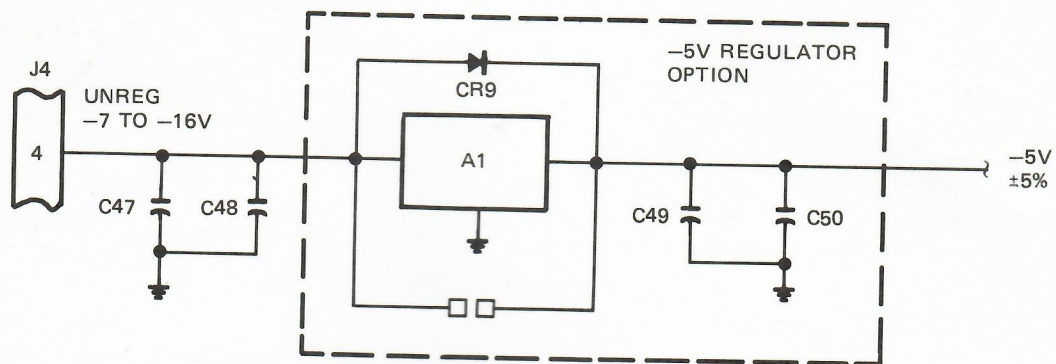 J4
UNREG
–7 TO –16V
4
C47
C48
–5V REGULATOR
OPTION
CR9
A1
C49
C50
–5V
±5%